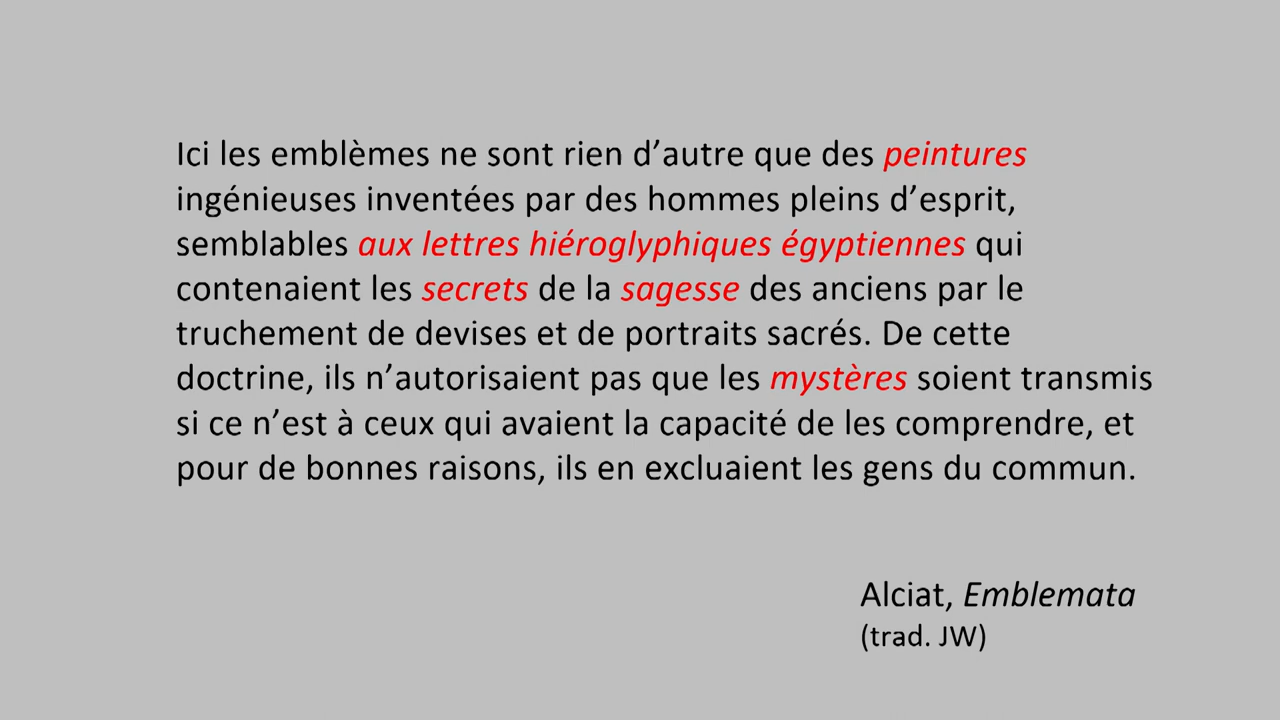 Ici les emblèmes ne sont rien d’autre que des peintures
ingénieuses inventées par des hommes pleins d’esprit,
semblables aux lettres hiéroglyphiques égyptiennes qui
contenaient les secrets de la sagesse des anciens par le
truchement de devises et de portraits sacrés. De cette
doctrine, ils n’autorisaient pas que les mystères soient transmis
si ce n’est à ceux qui avaient la capacité de les comprendre, et
pour de bonnes raisons, ils en excluaient les gens du commun.
Alciat, Emblemata
(trad. JW)